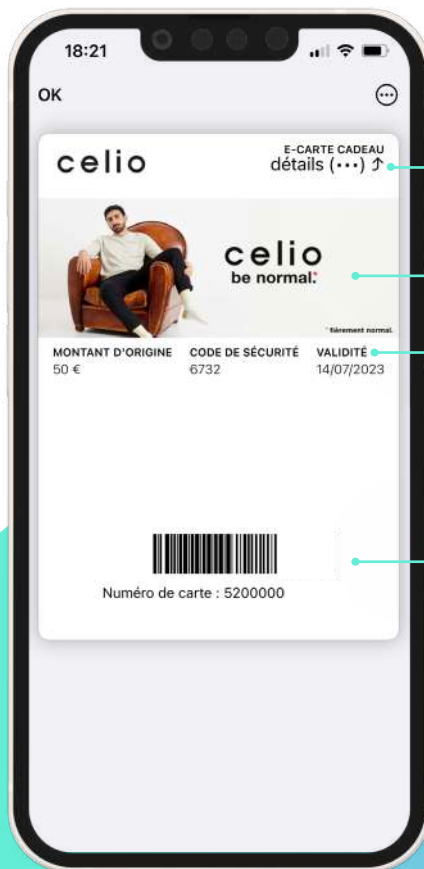 18:21
OK
celio
E-CARTE CADEAU
détails (•••) ⤴
celio
be normal.*
* fièrement normal.
MONTANT D'ORIGINE CODE DE SÉCURITÉ VALIDITÉ
50 € 6732 14/07/2023
Numéro de carte : 5200000